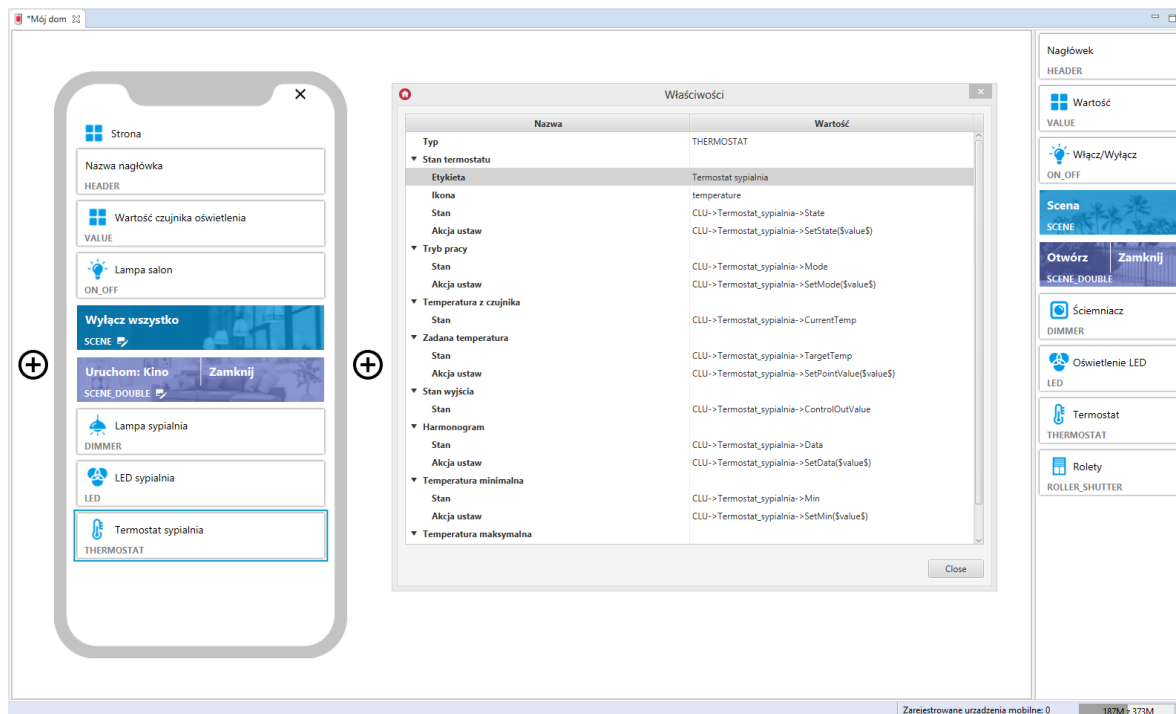 *Mój dom
Strona
Nazwa nagłówka
HEADER
Wartość czujnika oświetlenia
VALUE
Lampa salon
ON_OFF
Wyłącz wszystko
SCENE
Uruchom: Kino Zamknij
SCENE_DOUBLE
Lampa sypialnia
DIMMER
LED sypialnia
LED
Termostat sypialnia
THERMOSTAT
Właściwości
Nazwa Wartość
Typ THERMOSTAT
Stan termostatu
Etykieta Termostat sypialnia
Ikona temperature
Stan CLU->Termostat_sypialnia->State
Akcja ustaw CLU->Termostat_sypialnia->SetState($value$)
Tryb pracy
Stan CLU->Termostat_sypialnia->Mode
Akcja ustaw CLU->Termostat_sypialnia->SetMode($value$)
Temperatura z czujnika
Stan CLU->Termostat_sypialnia->CurrentTemp
Zadana temperatura
Stan CLU->Termostat_sypialnia->TargetTemp
Akcja ustaw CLU->Termostat_sypialnia->SetPointValue($value$)
Stan wyjścia
Stan CLU->Termostat_sypialnia->ControlOutValue
Harmonogram
Stan CLU->Termostat_sypialnia->Data
Akcja ustaw CLU->Termostat_sypialnia->SetData($value$)
Temperatura minimalna
Stan CLU->Termostat_sypialnia->Min
Akcja ustaw CLU->Termostat_sypialnia->SetMin($value$)
Temperatura maksymalna
Close
Nagłówek
HEADER
Wartość
VALUE
Włącz/Wyłącz
ON_OFF
Scena
SCENE
Otwórz Zamknij
SCENE_DOUBLE
Ściemniacz
DIMMER
Oświetlenie LED
LED
Termostat
THERMOSTAT
Rolety
ROLLER_SHUTTER
Zarejestrowane urządzenia mobilne: 0 187M z 373M